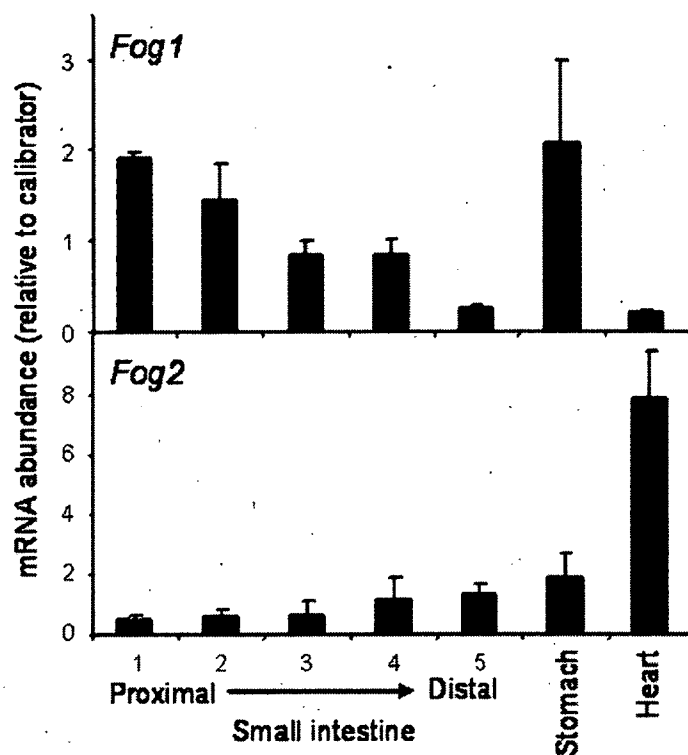 mRNA abundance (relative to calibrator)
Fog1
3
2
1
0
Fog2
8
6
4
2
0
1 2 3 4 5
Proximal Distal
Small intestine
Stomach
Heart